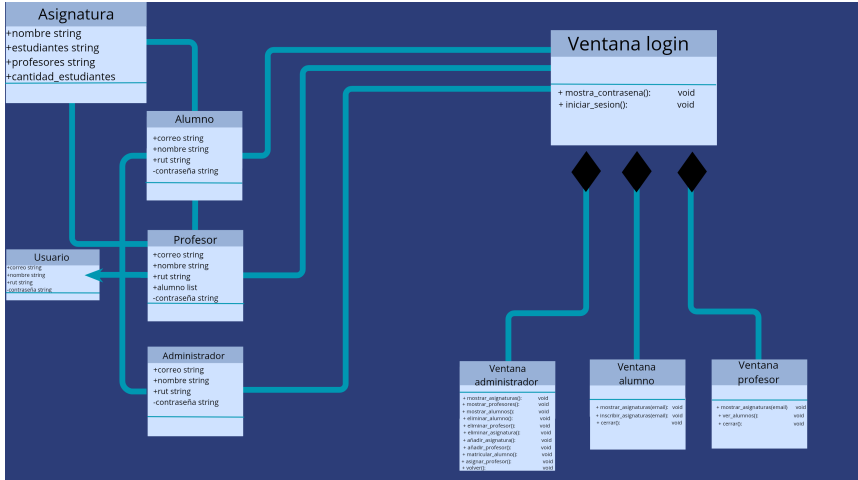 Asignatura
+nombre string
+estudiantes string
+profesores string
+cantidad_estudiantes
Ventana login
+ mostra_contrasena(): void
+ iniciar_sesion(): void
Alumno
+correo string
+nombre string
+rut string
-contraseña string
Profesor
+correo string
+nombre string
+rut string
+alumno list
-contraseña string
Usuario
+correo string
+nombre string
+rut string
-contraseña string
Administrador
+correo string
+nombre string
+rut string
-contraseña string
Ventana
administrador
+ mostrar_asignaturas(): void
+ mostrar_profesores(): void
+ mostrar_alumnos(): void
+ eliminar_alumno(): void
+ eliminar_profesor(): void
+ eliminar_asignatura(): void
+ añadir_asignatura(): void
+ añadir_profesor(): void
+ matricular_alumno(): void
+ asignar_profesor(): void
+ volver(): void
Ventana
alumno
+ mostrar_asignaturas(email): void
+ inscribir_asignaturas(email): void
+ cerrar(): void
Ventana
profesor
+ mostrar_asignaturas(email) void
+ ver_alumnos(): void
+ cerrar(): void